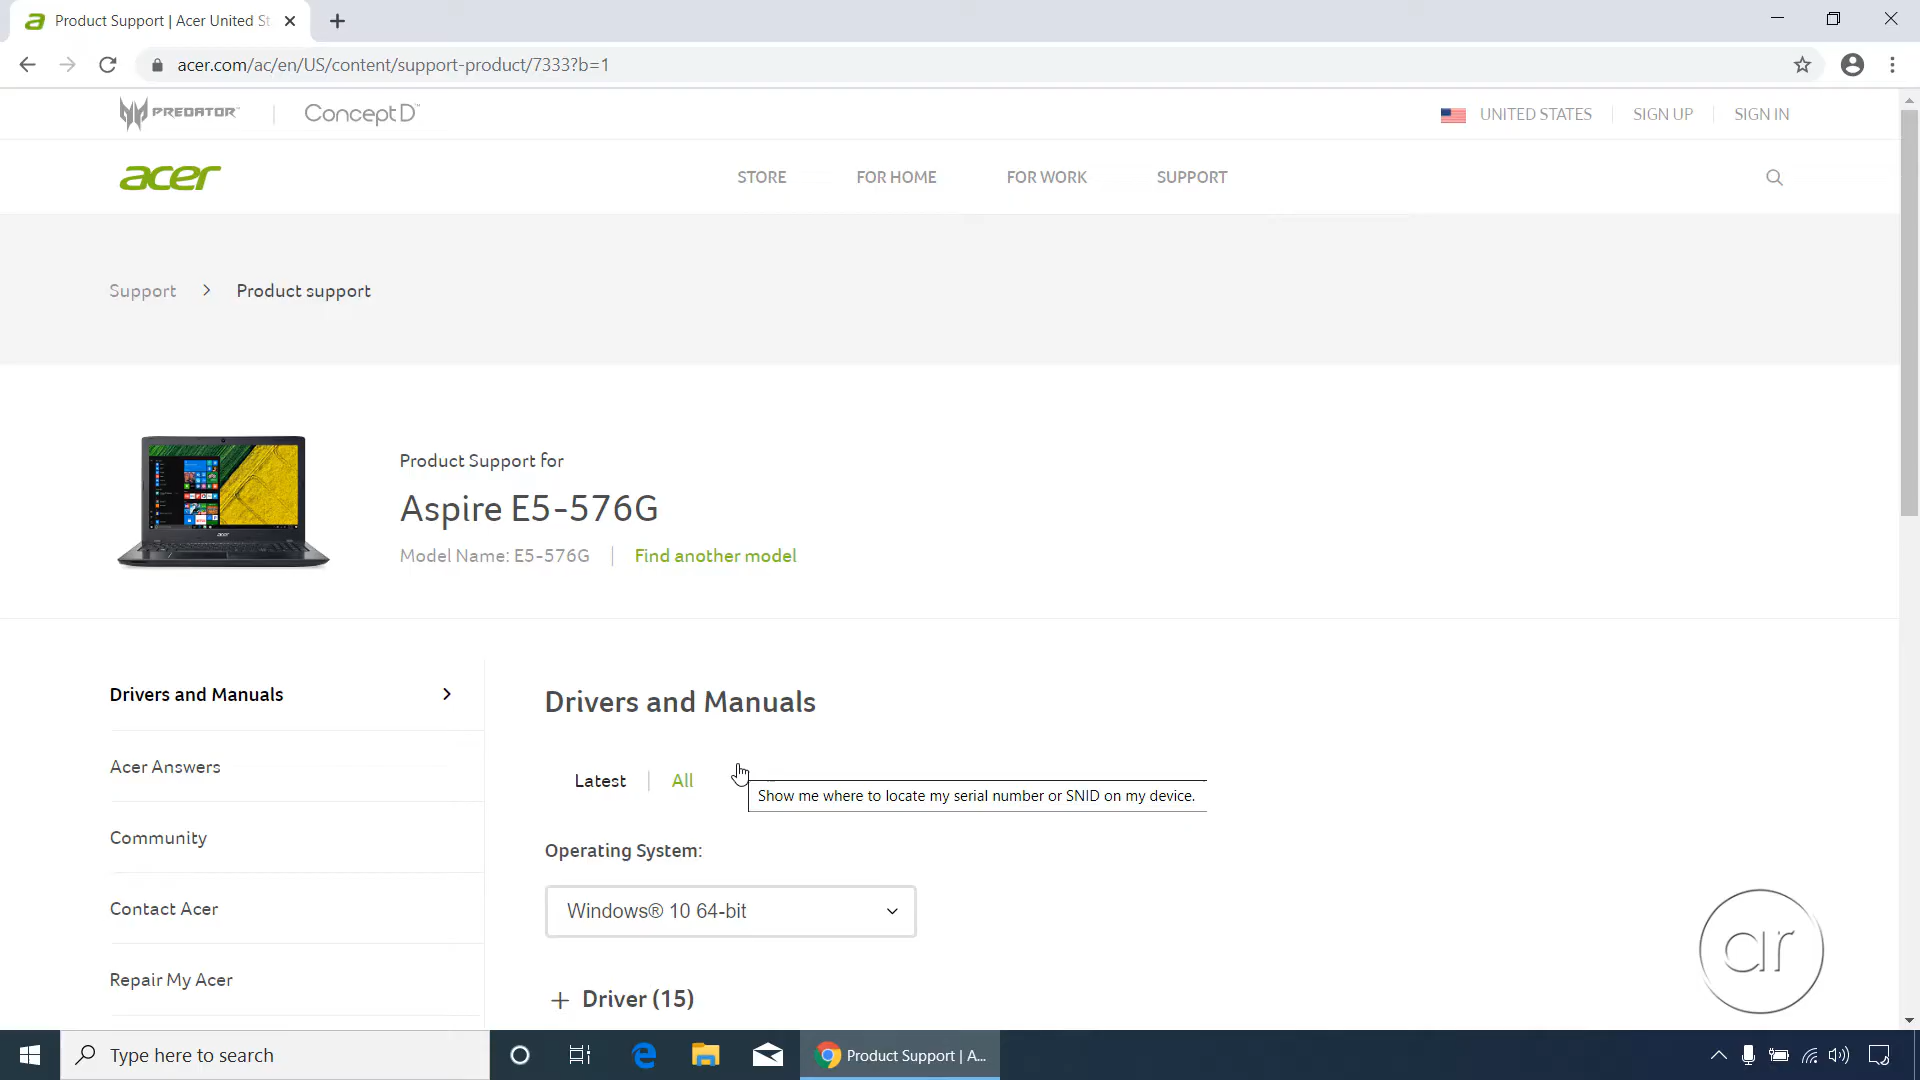 Product Support | Acer United St
acer.com/ac/en/US/content/support-product/7333?b=1
PREDATOR
ConceptD™
UNITED STATES
SIGN UP
SIGN IN
acer
STORE
FOR HOME
FOR WORK
SUPPORT
Support
Product support
Product Support for
Aspire E5-576G
Model Name: E5-576G
Find another model
Drivers and Manuals
Acer Answers
Community
Contact Acer
Repair My Acer
Drivers and Manuals
Latest
All
Show me where to locate my serial number or SNID on my device.
Operating System:
Windows® 10 64-bit
Driver (15)
ar
Type here to search
Product Support | A...